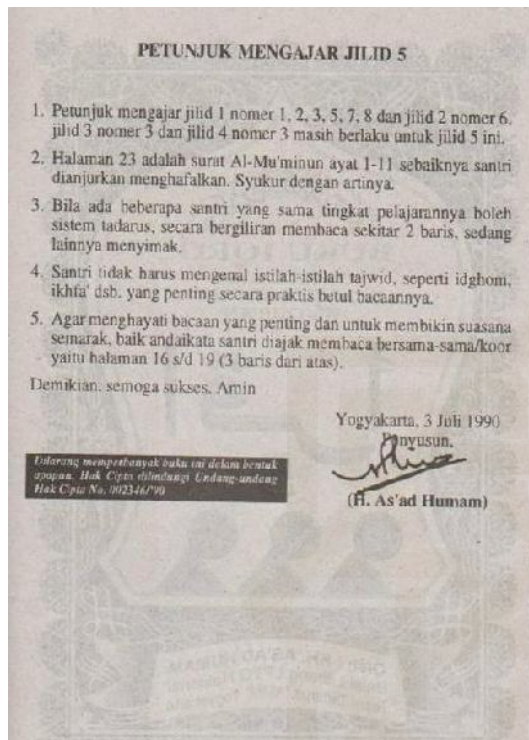 PETUNJUK MENGAJAR JILID 5
1. Petunjuk mengajar jilid 1 nomer 1, 2, 3, 5, 7, 8 dan jilid 2 nomer 6,
jilid 3 nomer 3 dan jilid 4 nomer 3 masih berlaku untuk jilid 5 ini.
2. Halaman 23 adalah surat Al-Mu'minun ayat 1-11 sebaiknya santri
dianjurkan menghafalkan. Syukur dengan artinya.
3. Bila ada beberapa santri yang sama tingkat pelajarannya boleh
sistem tadarus, secara bergiliran membaca sekitar 2 baris, sedang
lainnya menyimak.
4. Santri tidak harus mengenal istilah-istilah tajwid, seperti idghom,
ikhfa' dsb. yang penting secara praktis betul bacaannya.
5. Agar menghayati bacaan yang penting dan untuk membikin suasana
semarak, baik andaikata santri diajak membaca bersama-sama/koor
yaitu halaman 16 s/d 19 (3 baris dari atas).
Demikian, semoga sukses. Amin
Yogyakarta, 3 Juli 1990
Penyusun,
(H. As'ad Humam)
Dilarang memperbanyak buku ini dalam bentuk
apapun. Hak Cipta dilindungi Undang-undang
Hak Cipta No. 002346/'90